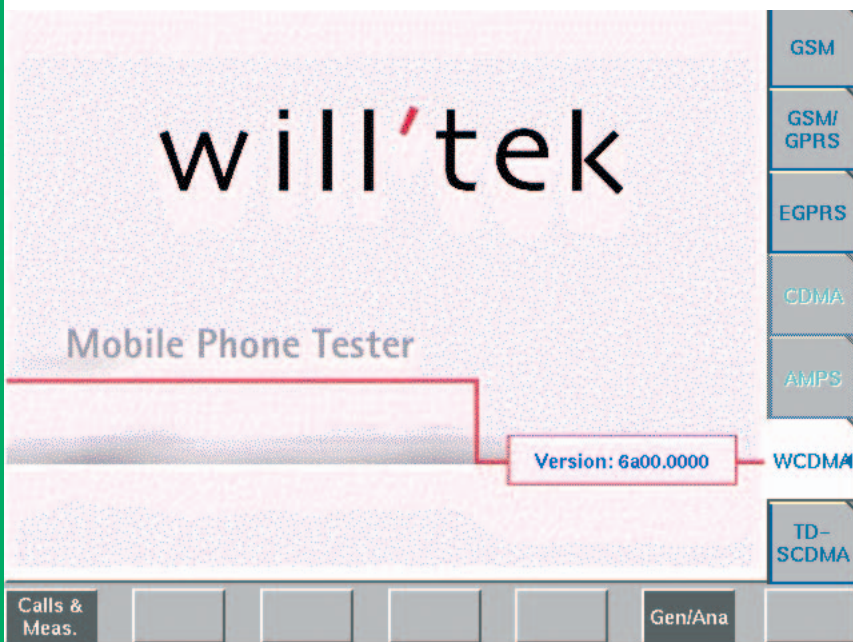 will'tek
Mobile Phone Tester
Version: 6a00.0000
GSM
GSM/
GPRS
EGPRS
CDMA
AMPS
WCDMA
TD-
SCDMA
Calls &
Meas.
Gen/Ana